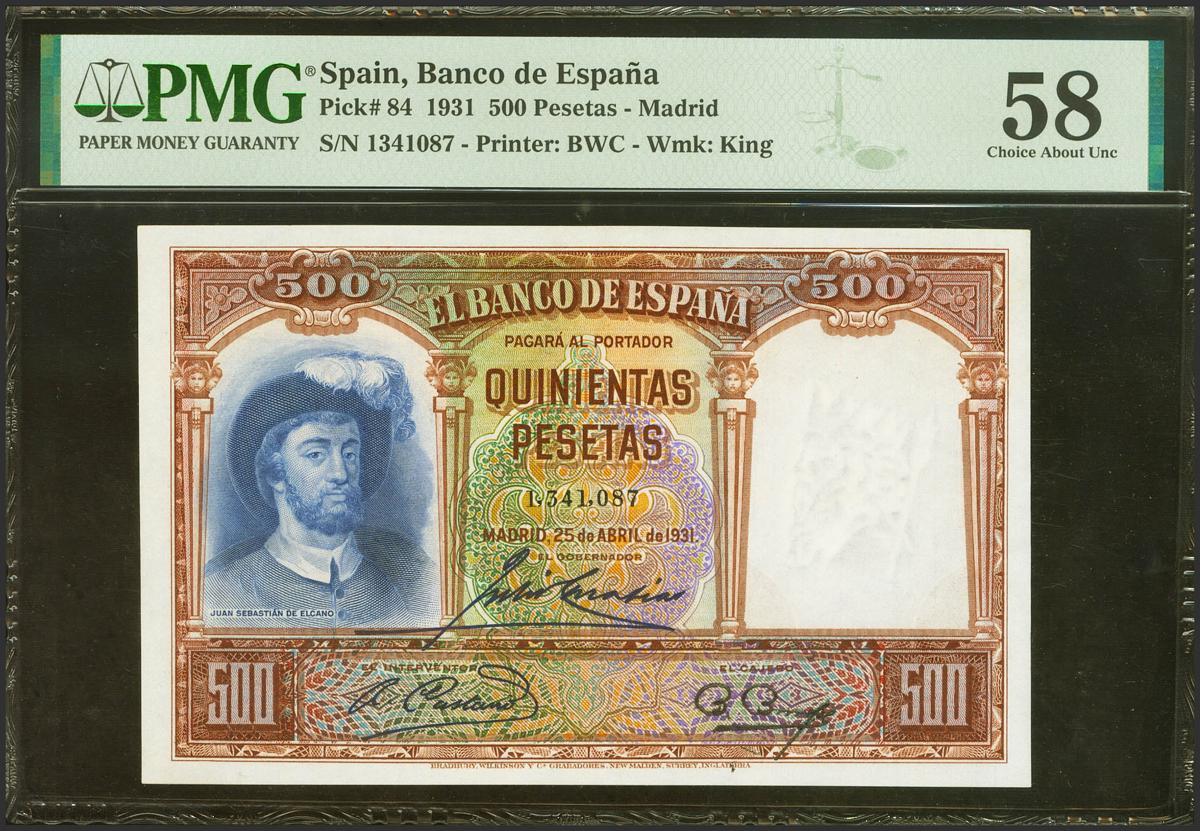 PMG®
PAPER MONEY GUARANTY
Spain, Banco de España
Pick# 84 1931 500 Pesetas - Madrid
S/N 1341087 - Printer: BWC - Wmk: King
58
Choice About Unc
500
500
EL BANCO DE ESPAÑA
PAGARÁ AL PORTADOR
QUINIENTAS
PESETAS
1,341,087
MADRID, 25 de ABRIL de 1931.
EL GOBERNADOR
JUAN SEBASTIÁN DE ELCANO
500
EL INTERVENTOR
EL CAJERO
500
BRADBURY, WILKINSON Y Cª GRABADORES, NEW MALDEN, SURREY, INGLATERRA